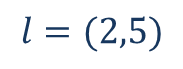 l = (2,5)